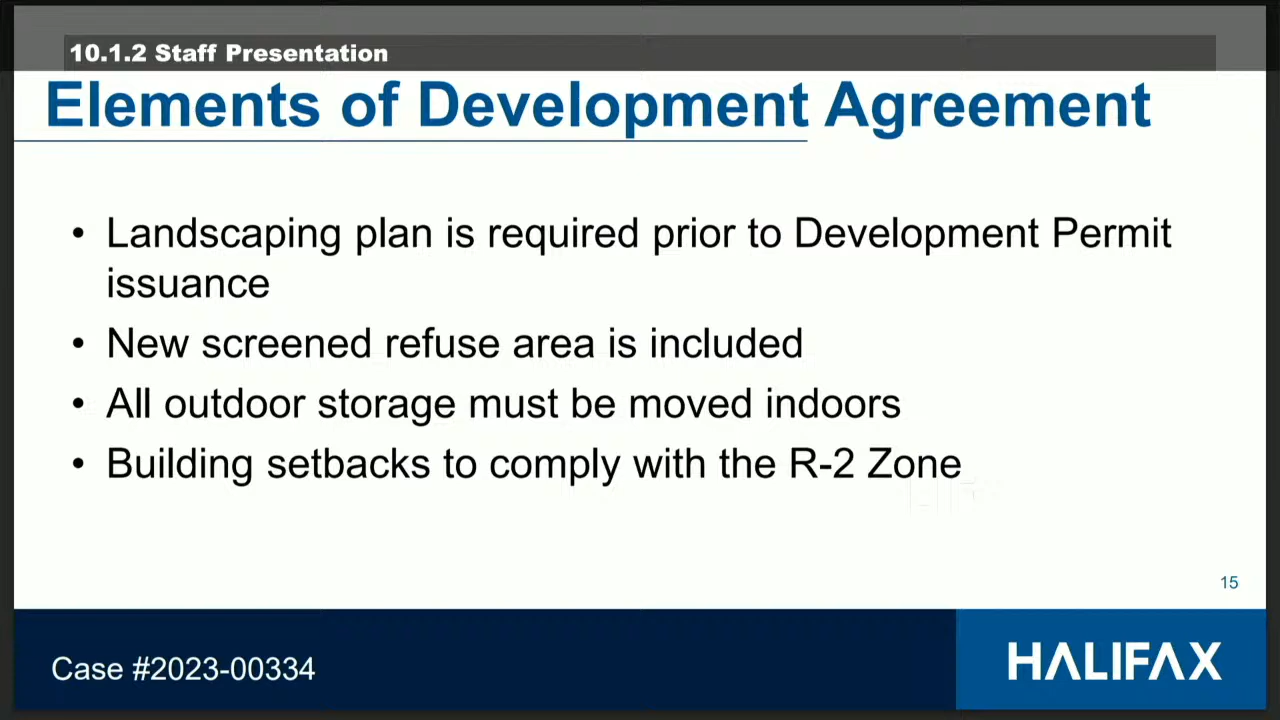 10.1.2 Staff Presentation
Elements of Development Agreement
• Landscaping plan is required prior to Development Permit
issuance
• New screened refuse area is included
• All outdoor storage must be moved indoors
• Building setbacks to comply with the R-2 Zone
15
Case #2023-00334
HALIFAX